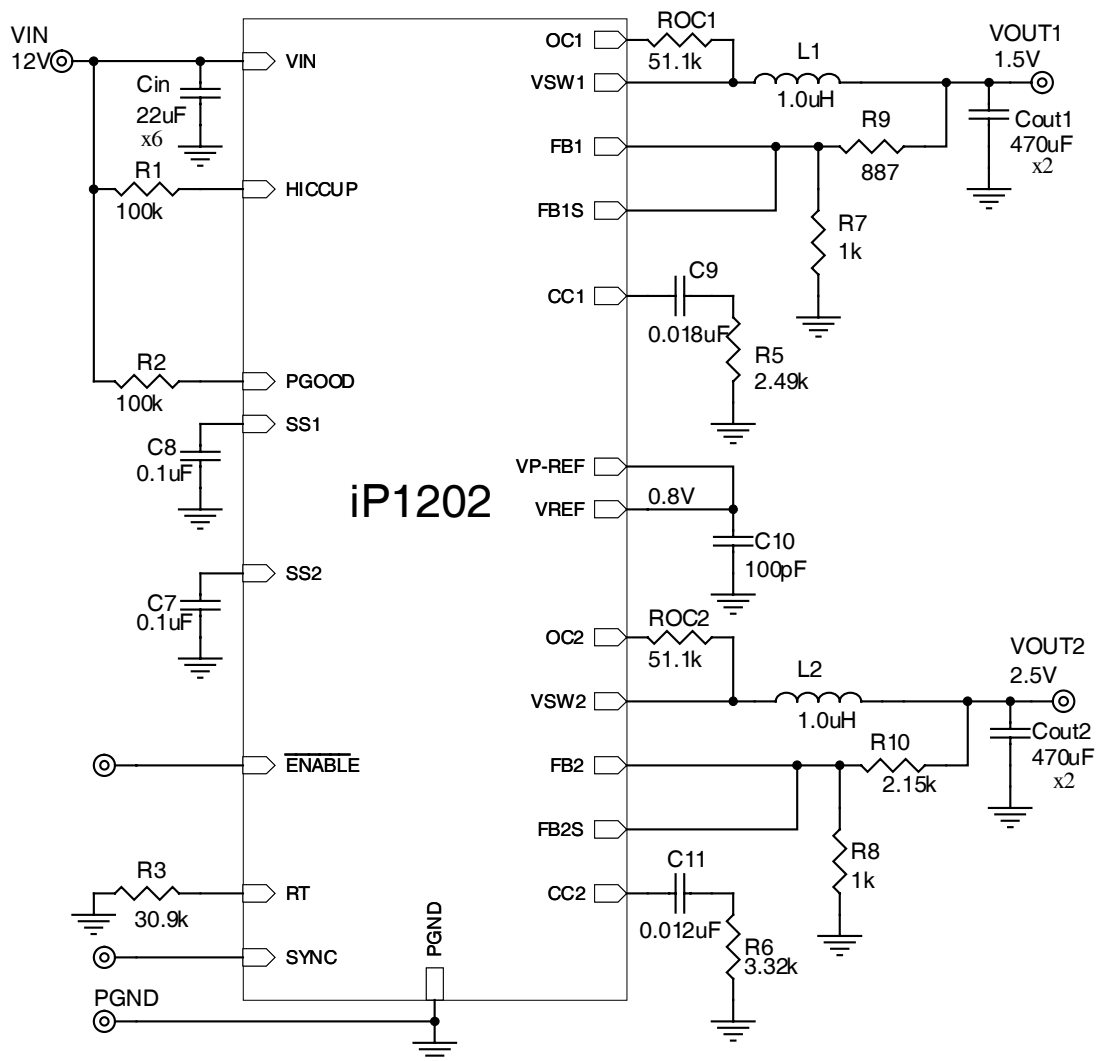 VIN
12V
Cin
22uF
x6
VIN
R1
100k
HICCUP
R2
100k
PGOOD
C8
0.1uF
SS1
C7
0.1uF
SS2
ENABLE
R3
30.9k
RT
SYNC
PGND
PGND
iP1202
OC1
ROC1
51.1k
VSW1
L1
1.0uH
VOUT1
1.5V
Cout1
470uF
x2
FB1
R9
887
FB1S
R7
1k
CC1
C9
0.018uF
R5
2.49k
VP-REF
VREF
0.8V
C10
100pF
OC2
ROC2
51.1k
VSW2
L2
1.0uH
VOUT2
2.5V
Cout2
470uF
x2
FB2
R10
2.15k
FB2S
R8
1k
CC2
C11
0.012uF
R6
3.32k